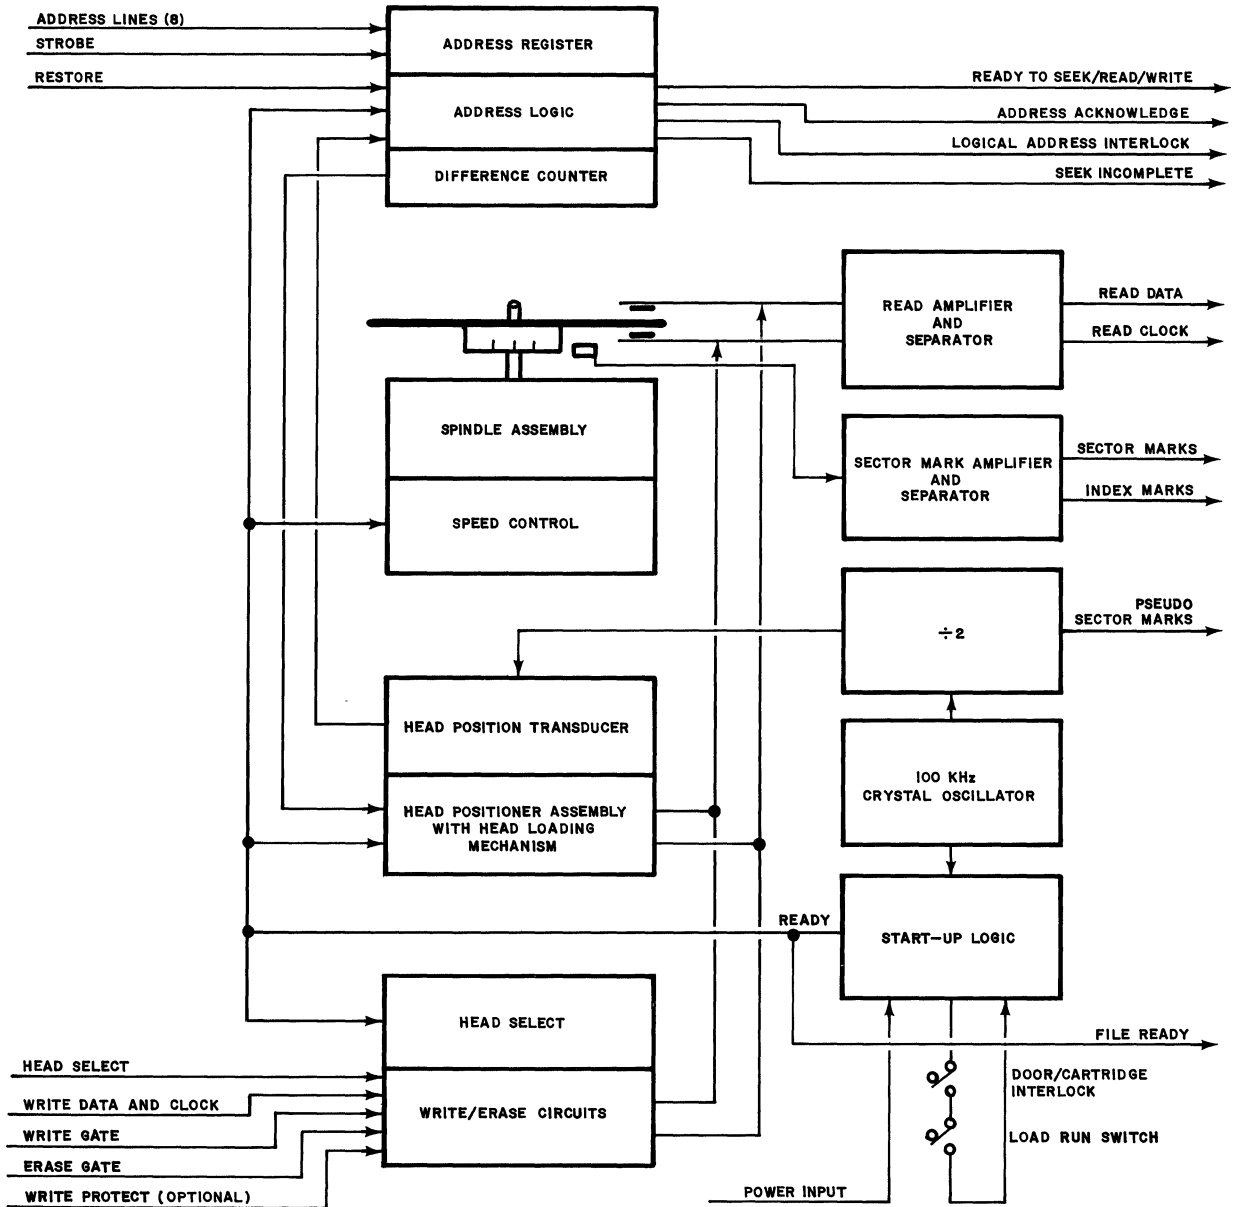 ADDRESS LINES (8)
STROBE
RESTORE
ADDRESS REGISTER
ADDRESS LOGIC
DIFFERENCE COUNTER
READY TO SEEK/READ/WRITE
ADDRESS ACKNOWLEDGE
LOGICAL ADDRESS INTERLOCK
SEEK INCOMPLETE
READ AMPLIFIER
AND
SEPARATOR
READ DATA
READ CLOCK
SPINDLE ASSEMBLY
SPEED CONTROL
SECTOR MARK AMPLIFIER
AND
SEPARATOR
SECTOR MARKS
INDEX MARKS
÷2
PSEUDO
SECTOR MARKS
HEAD POSITION TRANSDUCER
HEAD POSITIONER ASSEMBLY
WITH HEAD LOADING
MECHANISM
100 KHz
CRYSTAL OSCILLATOR
READY
START-UP LOGIC
HEAD SELECT
WRITE/ERASE CIRCUITS
HEAD SELECT
WRITE DATA AND CLOCK
WRITE GATE
ERASE GATE
WRITE PROTECT (OPTIONAL)
FILE READY
DOOR/CARTRIDGE
INTERLOCK
LOAD RUN SWITCH
POWER INPUT